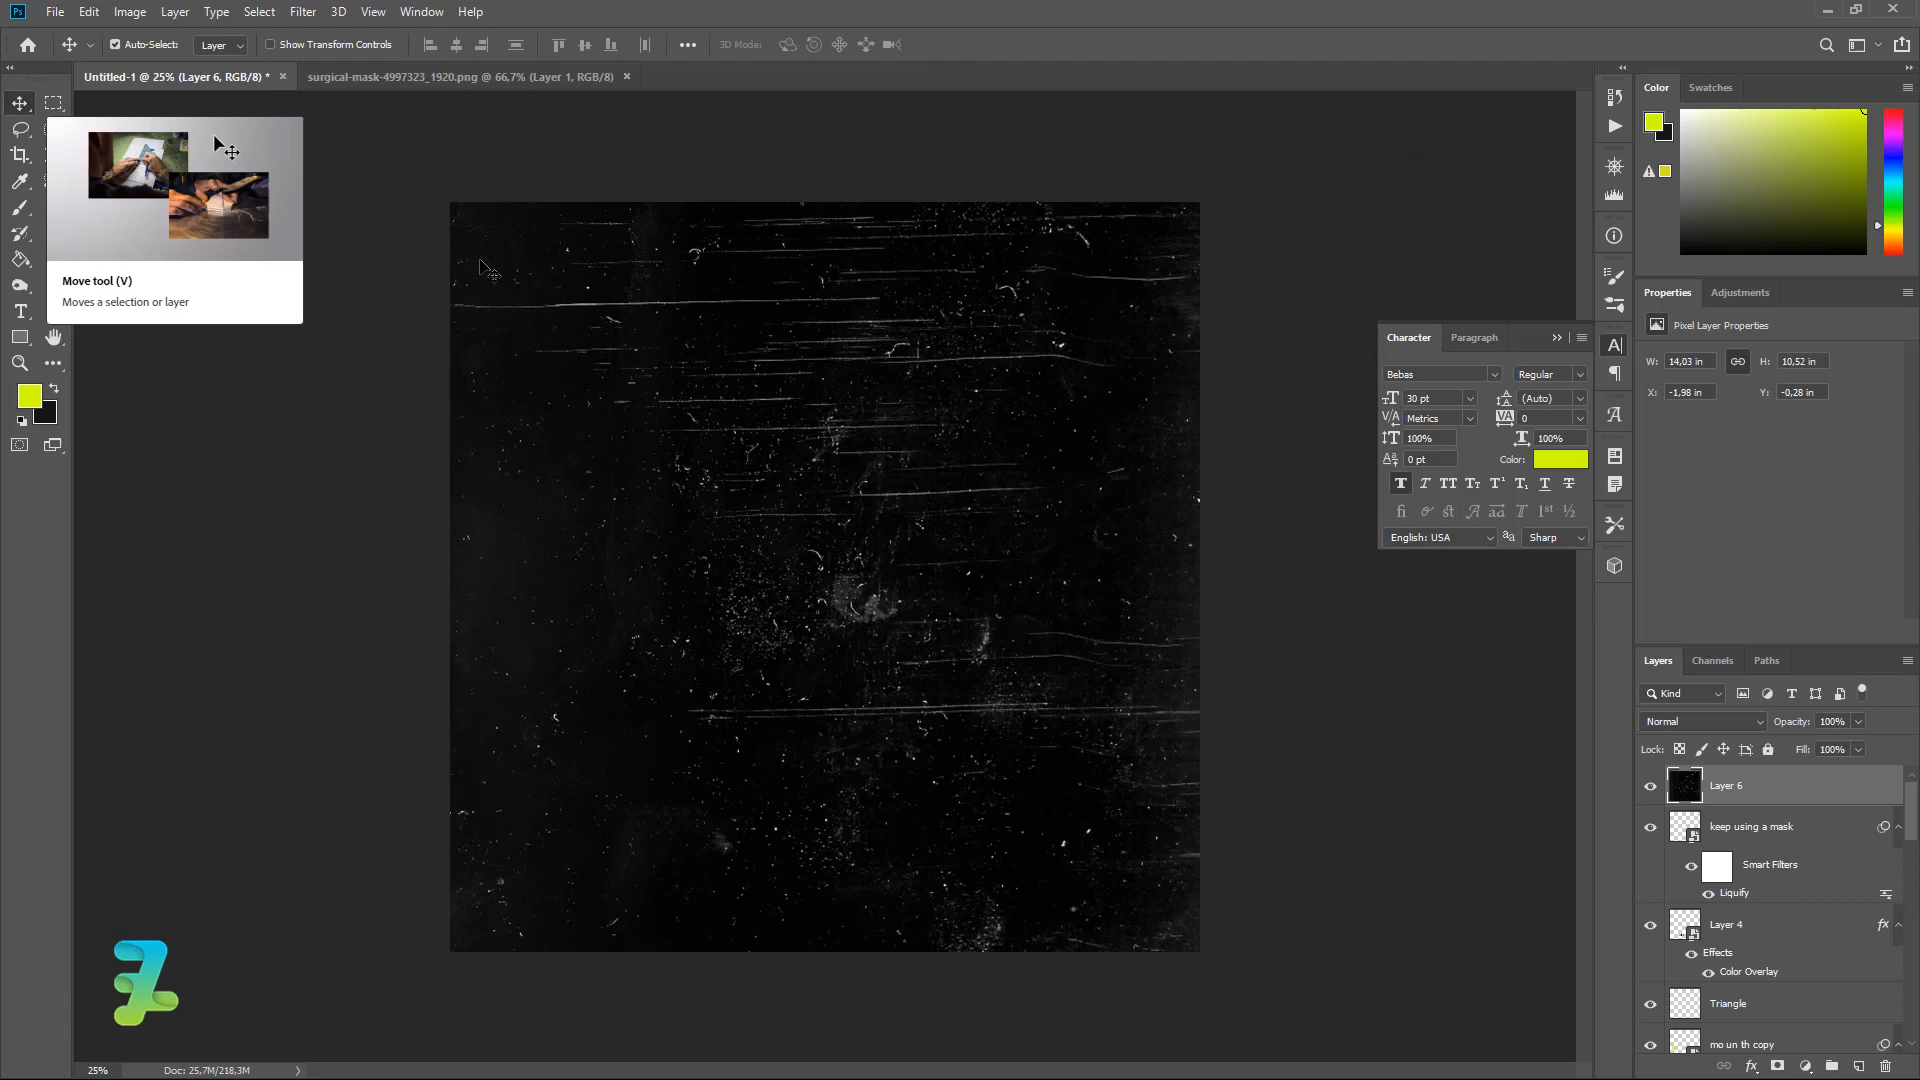 Ps File Edit Image Layer Type Select Filter 3D View Window Help
Auto-Select: Layer Show Transform Controls 3D Mode:
Untitled-1 @ 25% (Layer 6, RGB/8) * × surgical-mask-4997323_1920.png @ 66,7% (Layer 1, RGB/8) ×
Move tool (V)
Moves a selection or layer
Character Paragraph
Bebas Regular
30 pt (Auto)
Metrics 0
100% 100%
0 pt Color:
English: USA Sharp
Color Swatches
Properties Adjustments
Pixel Layer Properties
W: 14,03 in H: 10,52 in
X: -1,98 in Y: -0,28 in
Layers Channels Paths
Kind
Normal Opacity: 100%
Lock: Fill: 100%
Layer 6
keep using a mask
Smart Filters
Liquify
Layer 4 fx
Effects
Color Overlay
Triangle
mo un th copy
25% Doc: 25,7M/218,3M